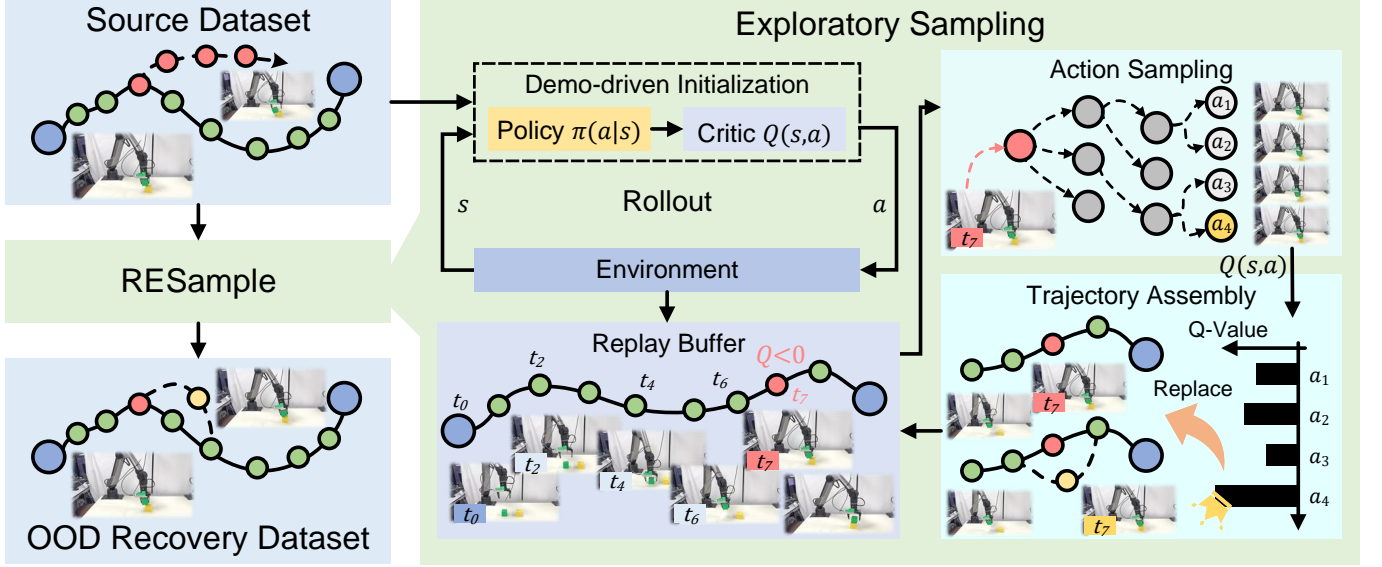 Source Dataset
RESample
OOD Recovery Dataset
Exploratory Sampling
Demo-driven Initialization
Policy π(a|s)
Critic Q(s,a)
s
Rollout
a
Environment
Replay Buffer
Q<0
t₀
t₂
t₄
t₆
t₇
t₂
t₄
t₇
t₀
t₆
Action Sampling
a₁
a₂
a₃
a₄
t₇
Q(s,a)
Trajectory Assembly
Q-Value
a₁
Replace
t₇
a₂
a₃
a₄
t₇